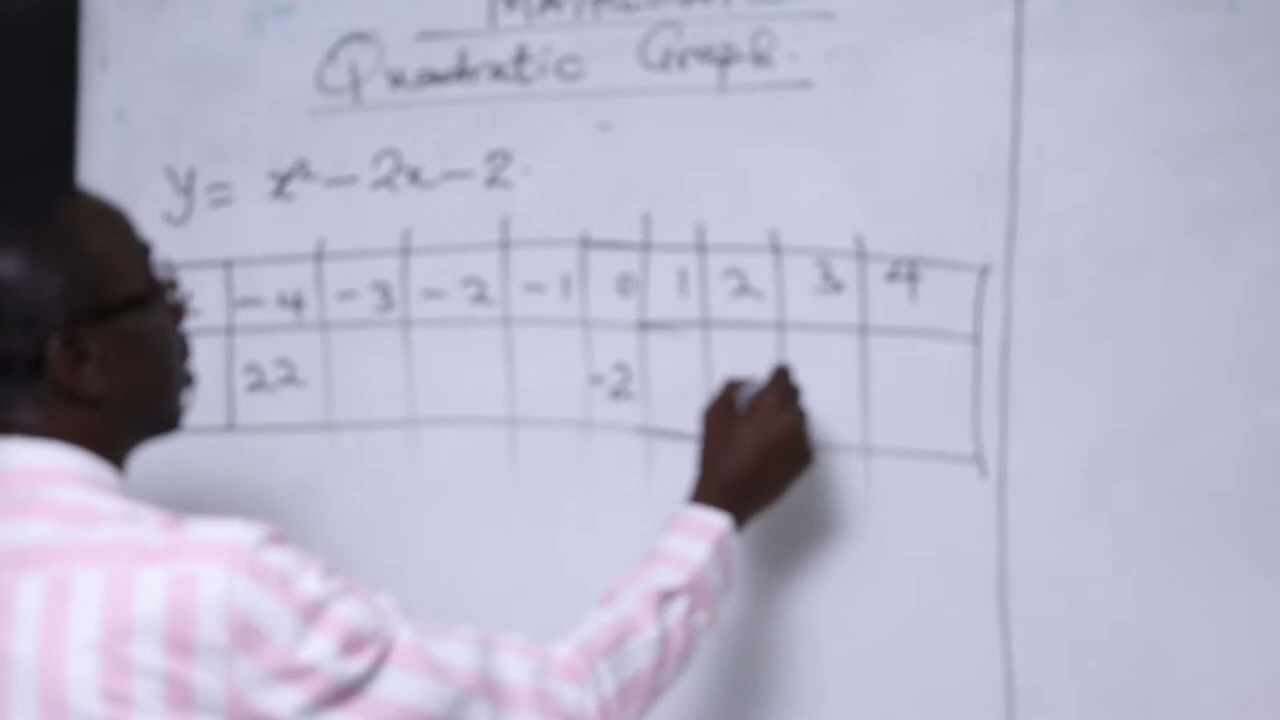 Quadratic Graph.
y = x² - 2x - 2.
-4 -3 -2 -1 0 1 2 3 4
22 -2